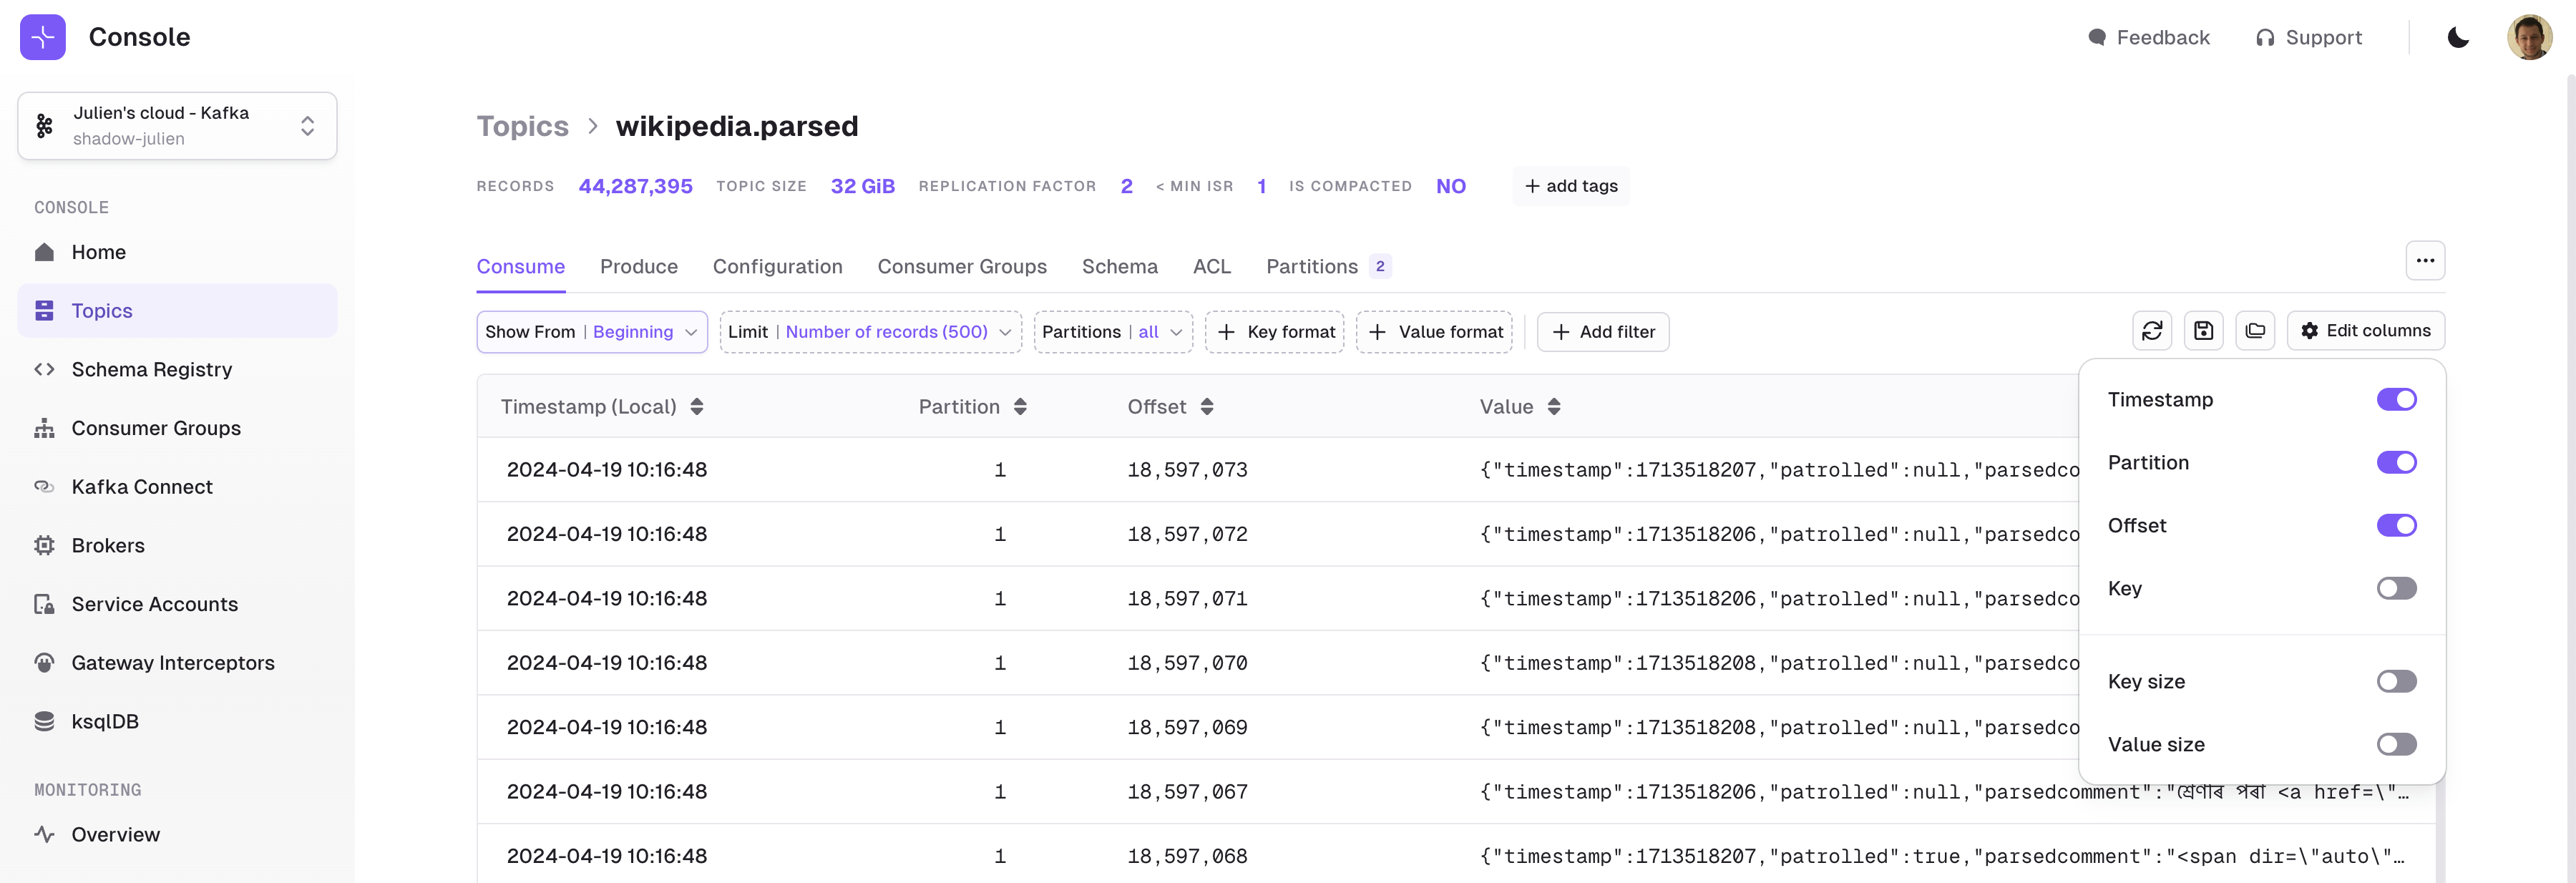 Console
Feedback
Support
Julien's cloud - Kafka
shadow-julien
CONSOLE
Home
Topics
Schema Registry
Consumer Groups
Kafka Connect
Brokers
Service Accounts
Gateway Interceptors
ksqlDB
MONITORING
Overview
Topics > wikipedia.parsed
RECORDS 44,287,395 TOPIC SIZE 32 GiB REPLICATION FACTOR 2 < MIN ISR 1 IS COMPACTED NO + add tags
Consume Produce Configuration Consumer Groups Schema ACL Partitions 2
Show From | Beginning Limit | Number of records (500) Partitions | all + Key format + Value format + Add filter Edit columns
Timestamp (Local) Partition Offset Value
2024-04-19 10:16:48 1 18,597,073 {"timestamp":1713518207,"patrolled":null,"parsedco
2024-04-19 10:16:48 1 18,597,072 {"timestamp":1713518206,"patrolled":null,"parsedco
2024-04-19 10:16:48 1 18,597,071 {"timestamp":1713518206,"patrolled":null,"parsedco
2024-04-19 10:16:48 1 18,597,070 {"timestamp":1713518208,"patrolled":null,"parsedco
2024-04-19 10:16:48 1 18,597,069 {"timestamp":1713518208,"patrolled":null,"parsedco
2024-04-19 10:16:48 1 18,597,067 {"timestamp":1713518206,"patrolled":null,"parsedcomment":"শ্ৰেণীৰ পৰা <a href=\"…
2024-04-19 10:16:48 1 18,597,068 {"timestamp":1713518207,"patrolled":true,"parsedcomment":"<span dir=\"auto\"…
Timestamp
Partition
Offset
Key
Key size
Value size